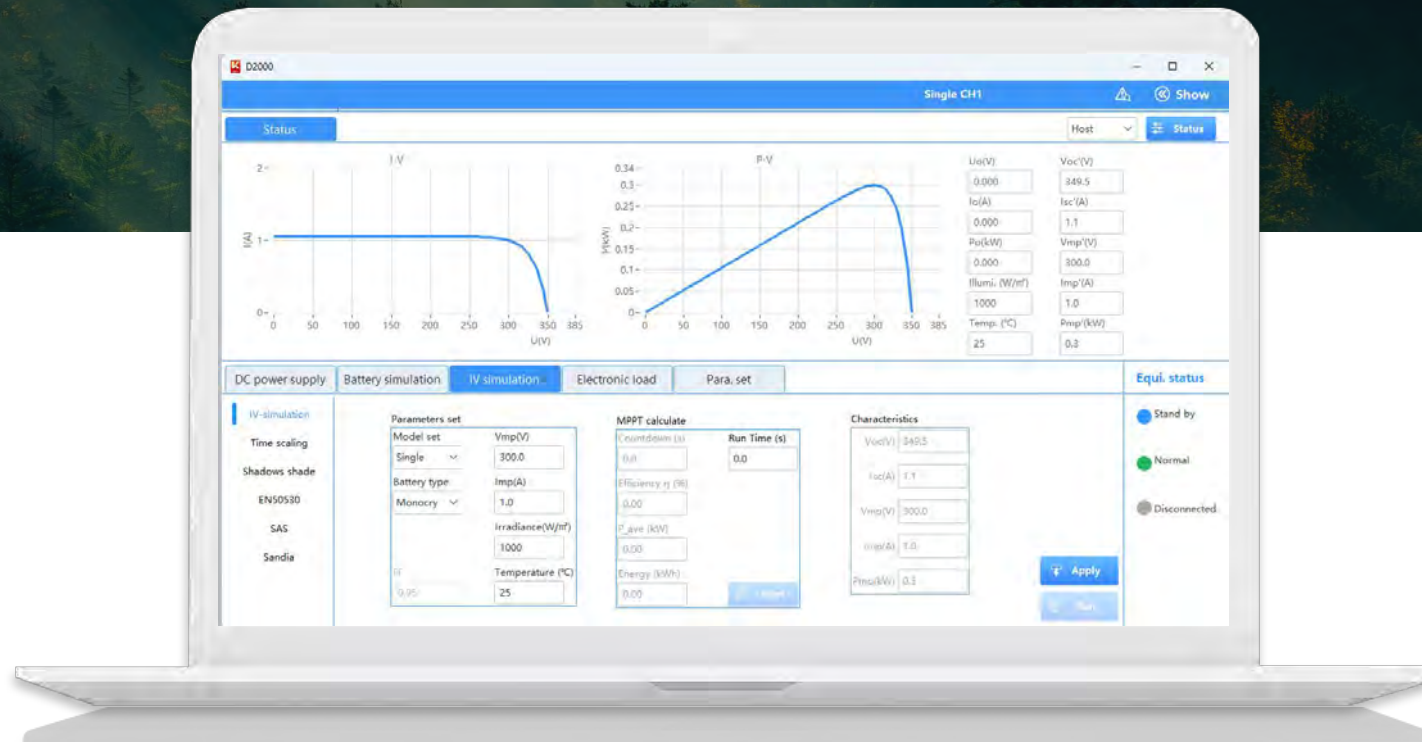 D2000
Single CH1
Show
Status
Host
Status
I-V
2
1
0
I(A)
0 50 100 150 200 250 300 350 385
U(V)
P-V
0.34
0.3
0.25
0.2
0.15
0.1
0.05
0
P(kW)
0 50 100 150 200 250 300 350 385
U(V)
Uo(V) Voc'(V)
0.000 349.5
Io(A) Isc'(A)
0.000 1.1
Po(kW) Vmp'(V)
0.000 300.0
Illumi. (W/㎡) Imp'(A)
1000 1.0
Temp. (℃) Pmp'(kW)
25 0.3
DC power supply Battery simulation IV simulation Electronic load Para. set
Equi. status
Stand by
Normal
Disconnected
IV-simulation
Time scaling
Shadows shade
EN50530
SAS
Sandia
Parameters set
Model set Vmp(V)
Single 300.0
Battery type Imp(A)
Monocry 1.0
Irradiance(W/㎡)
1000
Temperature (℃)
0.95 25
MPPT calculate
Countdown (s) Run Time (s)
0.0 0.0
Efficiency η (%)
0.00
P_ave (kW)
0.00
Energy (kWh)
0.00
Characteristics
Voc(V) 349.5
Isc(A) 1.1
Vmp(V) 300.0
Imp(A) 1.0
Pmp(kW) 0.3
Apply